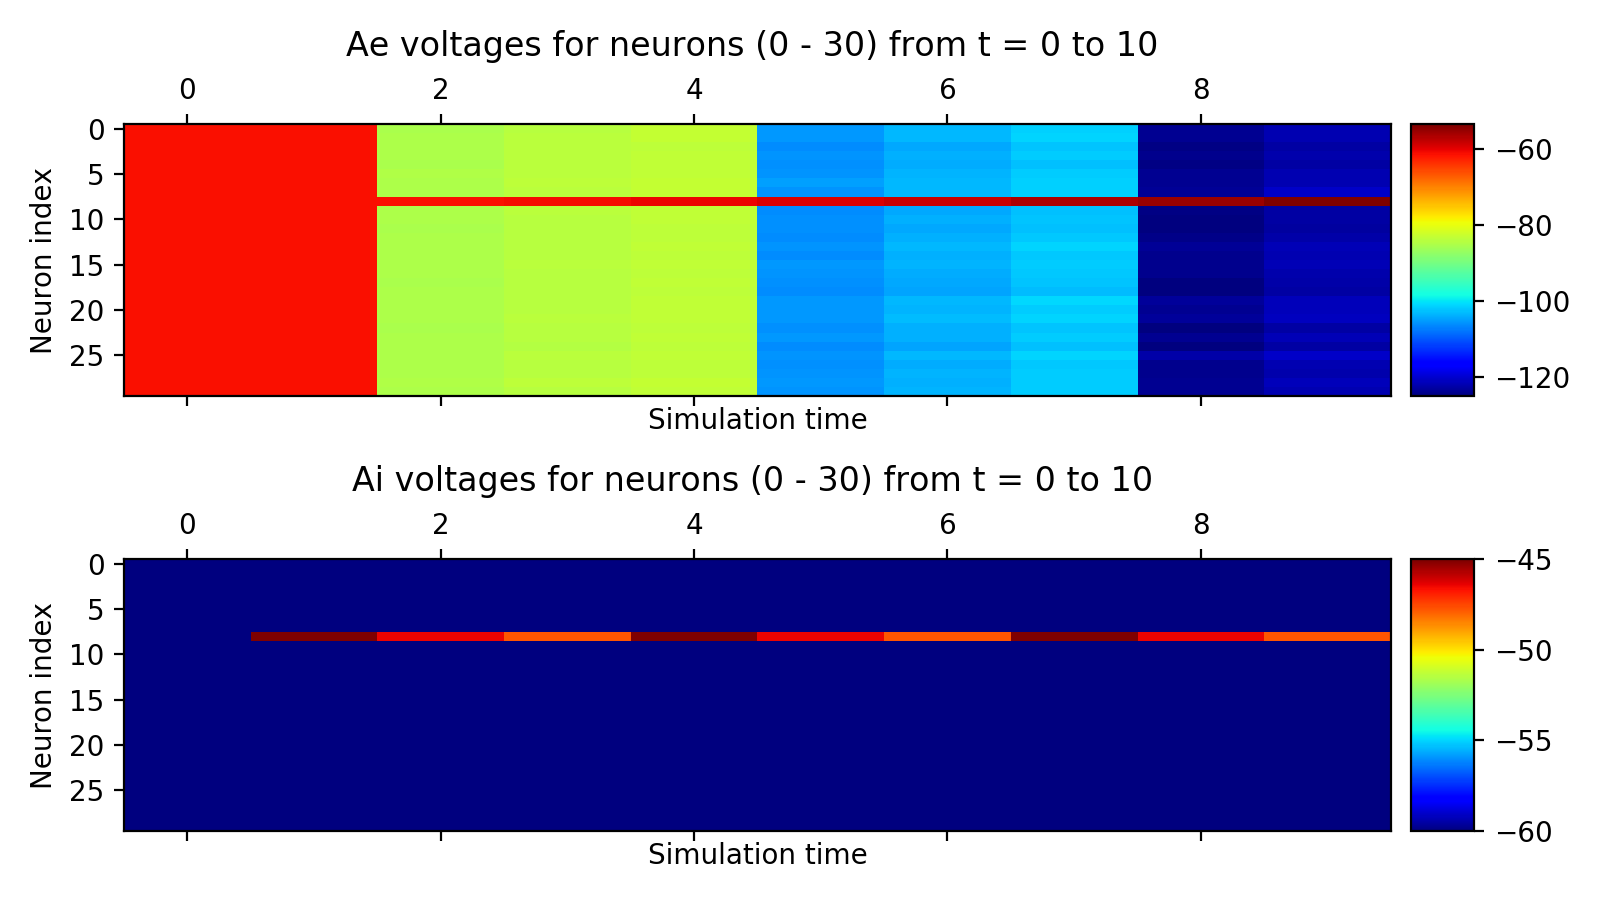 Ae voltages for neurons (0 - 30) from t = 0 to 10
0 2 4 6 8
Neuron index
0
5
10
15
20
25
−60
−80
−100
−120
Simulation time
Ai voltages for neurons (0 - 30) from t = 0 to 10
0 2 4 6 8
Neuron index
0
5
10
15
20
25
−45
−50
−55
−60
Simulation time